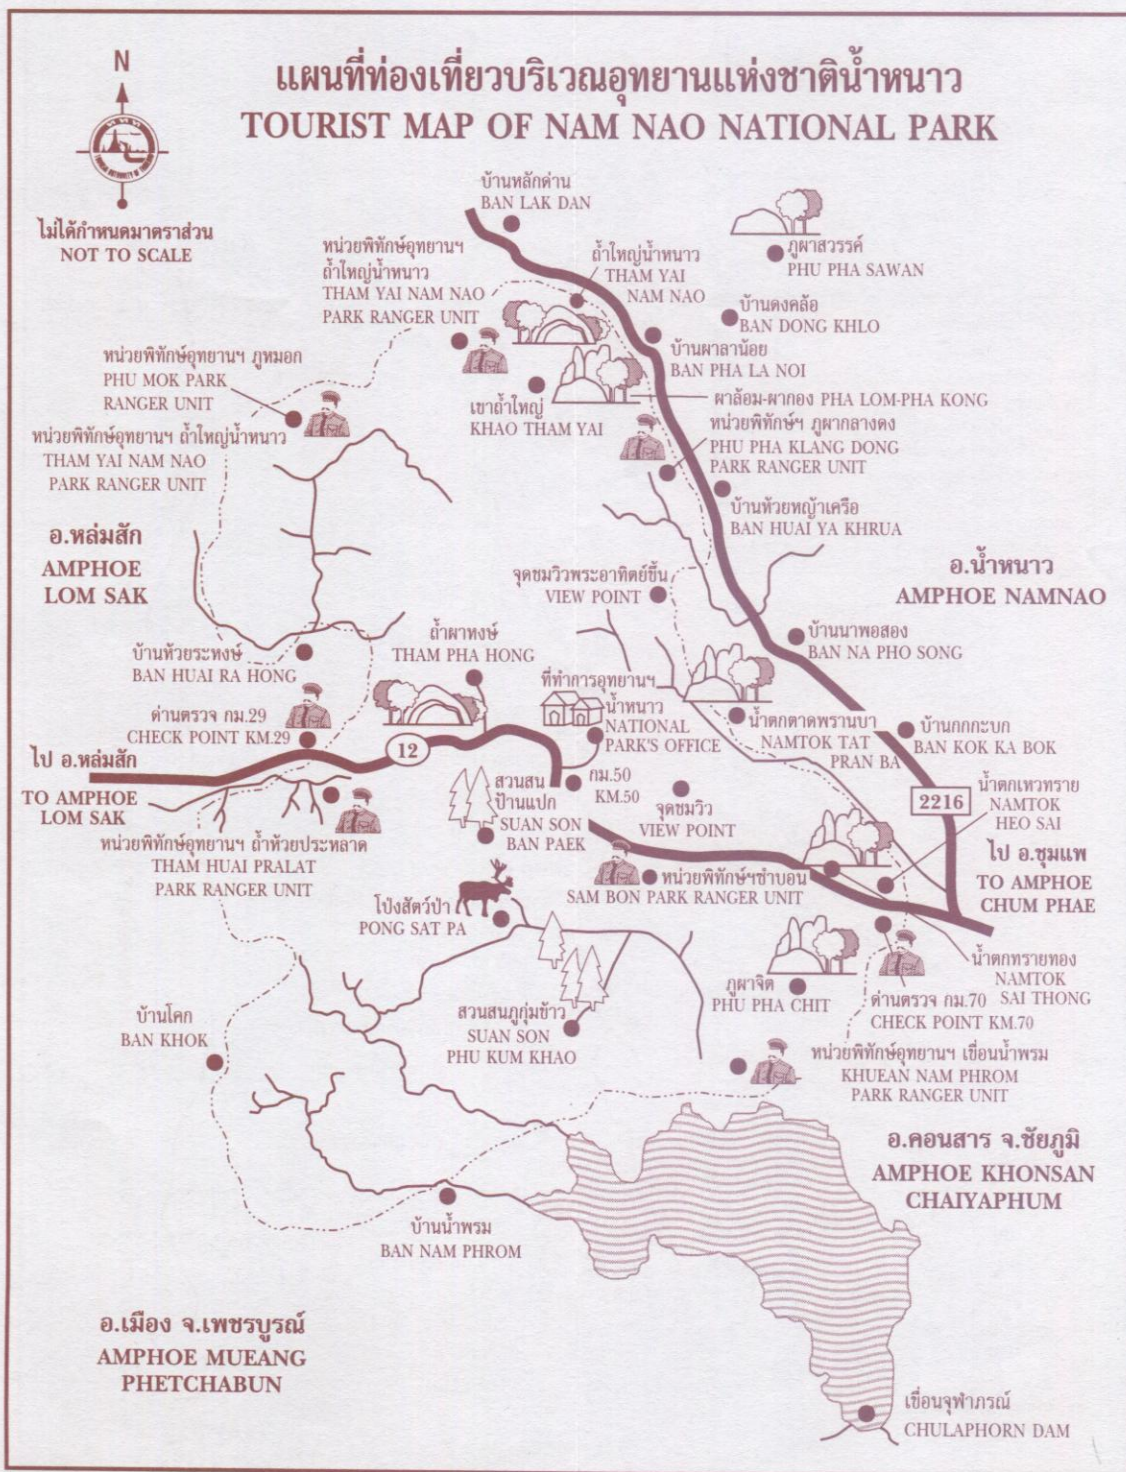 แผนที่ท่องเที่ยวบริเวณอุทยานแห่งชาติน้ำหนาว
TOURIST MAP OF NAM NAO NATIONAL PARK
N
ไม่ได้กำหนดมาตราส่วน
NOT TO SCALE
บ้านหลักด่าน
BAN LAK DAN
ภูผาสวรรค์
PHU PHA SAWAN
หน่วยพิทักษ์อุทยานฯ
ถ้ำใหญ่น้ำหนาว
THAM YAI NAM NAO
PARK RANGER UNIT
ถ้ำใหญ่น้ำหนาว
THAM YAI
NAM NAO
บ้านดงคล้อ
BAN DONG KHLO
บ้านผาลาน้อย
BAN PHA LA NOI
หน่วยพิทักษ์อุทยานฯ ภูหมอก
PHU MOK PARK
RANGER UNIT
เขาถ้ำใหญ่
KHAO THAM YAI
ผาล้อม-ผากอง PHA LOM-PHA KONG
หน่วยพิทักษ์ฯ ภูผากลางดง
PHU PHA KLANG DONG
PARK RANGER UNIT
หน่วยพิทักษ์อุทยานฯ ถ้ำใหญ่น้ำหนาว
THAM YAI NAM NAO
PARK RANGER UNIT
บ้านห้วยหญ้าเครือ
BAN HUAI YA KHRUA
อ.หล่มสัก
AMPHOE
LOM SAK
จุดชมวิวพระอาทิตย์ขึ้น
VIEW POINT
อ.น้ำหนาว
AMPHOE NAMNAO
บ้านห้วยระหงษ์
BAN HUAI RA HONG
ถ้ำผาหงษ์
THAM PHA HONG
บ้านนาพอสอง
BAN NA PHO SONG
ที่ทำการอุทยานฯ
น้ำหนาว
NATIONAL
PARK'S OFFICE
น้ำตกตาดพรานบา
NAMTOK TAT
PRAN BA
บ้านกกกะบก
BAN KOK KA BOK
ด่านตรวจ กม.29
CHECK POINT KM.29
12
ไป อ.หล่มสัก
TO AMPHOE
LOM SAK
สวนสน
บ้านแปก
SUAN SON
BAN PAEK
กม.50
KM.50
จุดชมวิว
VIEW POINT
2216
น้ำตกเหวทราย
NAMTOK
HEO SAI
หน่วยพิทักษ์อุทยานฯ ถ้ำห้วยประหลาด
THAM HUAI PRALAT
PARK RANGER UNIT
หน่วยพิทักษ์ฯซำบอน
SAM BON PARK RANGER UNIT
ไป อ.ชุมแพ
TO AMPHOE
CHUM PHAE
โป่งสัตว์ป่า
PONG SAT PA
น้ำตกทรายทอง
NAMTOK
SAI THONG
ภูผาจิต
PHU PHA CHIT
ด่านตรวจ กม.70
CHECK POINT KM.70
บ้านโคก
BAN KHOK
สวนสนภูกุ่มข้าว
SUAN SON
PHU KUM KHAO
หน่วยพิทักษ์อุทยานฯ เขื่อนน้ำพรม
KHUEAN NAM PHROM
PARK RANGER UNIT
อ.คอนสาร จ.ชัยภูมิ
AMPHOE KHONSAN
CHAIYAPHUM
บ้านน้ำพรม
BAN NAM PHROM
อ.เมือง จ.เพชรบูรณ์
AMPHOE MUEANG
PHETCHABUN
เขื่อนจุฬาภรณ์
CHULAPHORN DAM